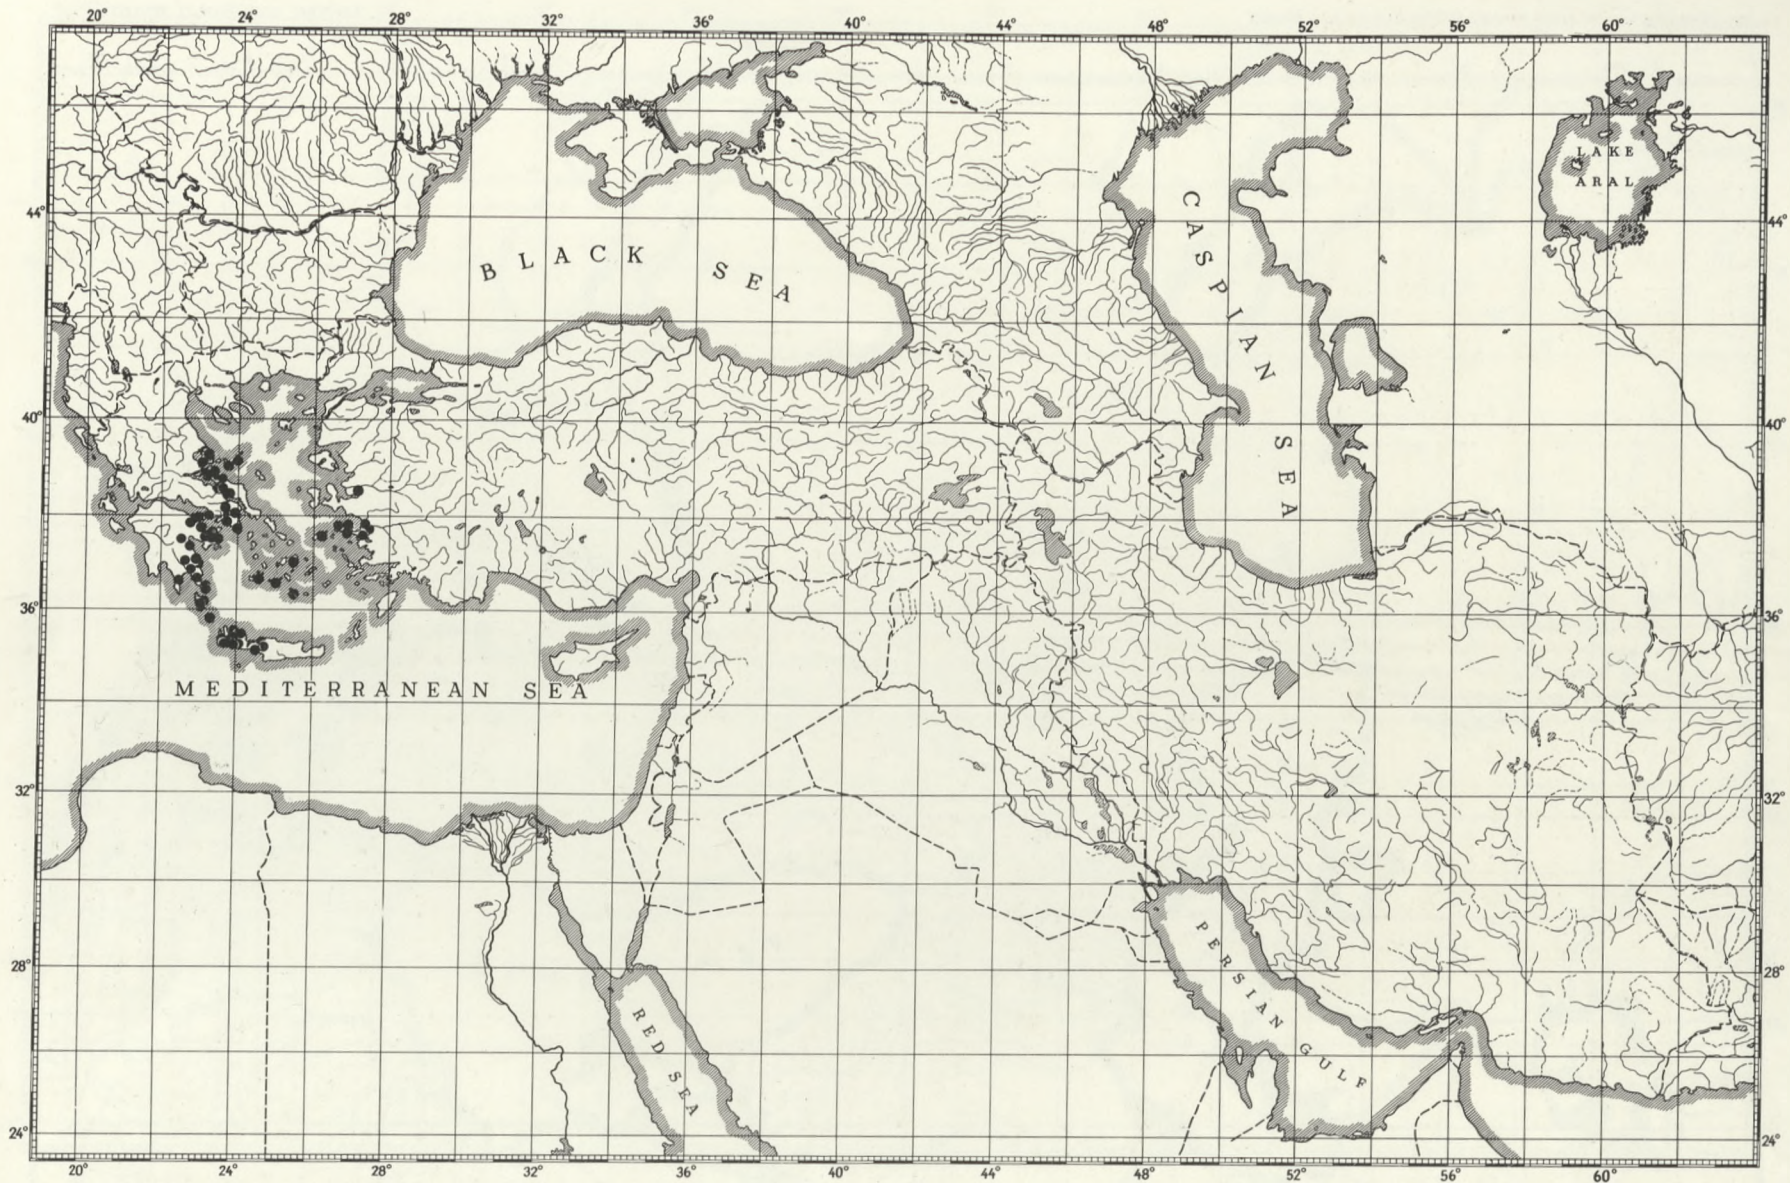 20° 24° 28° 32° 36° 40° 44° 48° 52° 56° 60°
LAKE
ARAL
44° 44°
BLACK SEA
CASPIAN SEA
40° 40°
36° 36°
MEDITERRANEAN SEA
32° 32°
PERSIAN GULF
28° 28°
RED SEA
24° 24°
20° 24° 28° 32° 36° 40° 44° 48° 52° 56° 60°